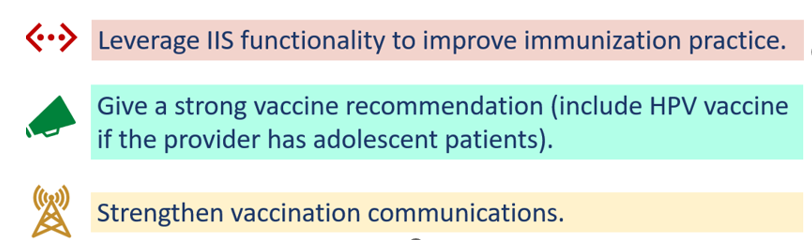 Leverage IIS functionality to improve immunization practice.
Give a strong vaccine recommendation (include HPV vaccine
if the provider has adolescent patients).
Strengthen vaccination communications.